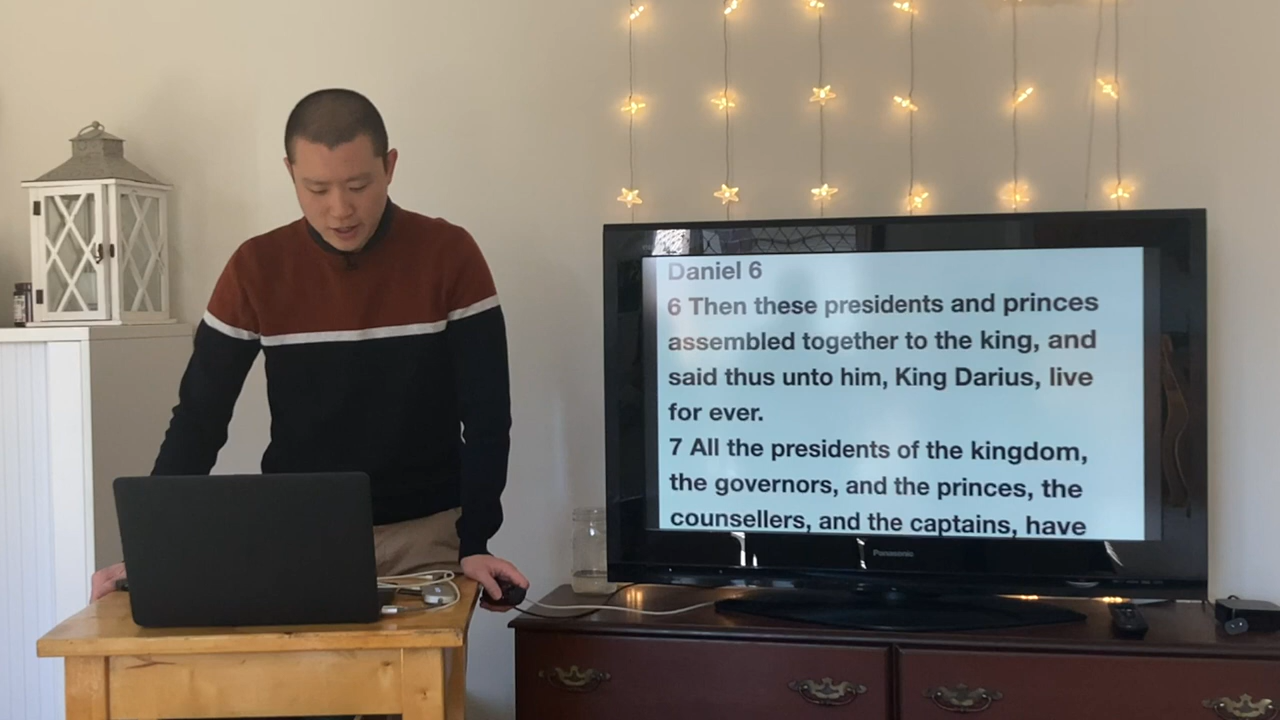 Daniel 6
6 Then these presidents and princes
assembled together to the king, and
said thus unto him, King Darius, live
for ever.
7 All the presidents of the kingdom,
the governors, and the princes, the
counsellers, and the captains, have
Panasonic